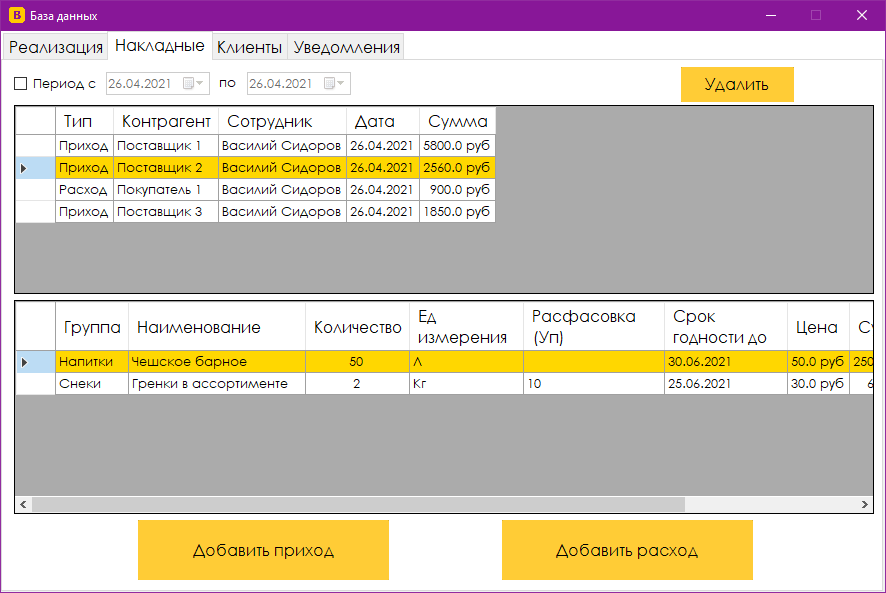 В База данных
Реализация Накладные Клиенты Уведомления
Период с 26.04.2021 по 26.04.2021 Удалить
Тип Контрагент Сотрудник Дата Сумма
Приход Поставщик 1 Василий Сидоров 26.04.2021 5800.0 руб
Приход Поставщик 2 Василий Сидоров 26.04.2021 2560.0 руб
Расход Покупатель 1 Василий Сидоров 26.04.2021 900.0 руб
Приход Поставщик 3 Василий Сидоров 26.04.2021 1850.0 руб
Группа Наименование Количество Ед измерения Расфасовка (Уп) Срок годности до Цена Су
Напитки Чешское барное 50 Л 30.06.2021 50.0 руб 250
Снеки Гренки в ассортименте 2 Кг 10 25.06.2021 30.0 руб 6
Добавить приход Добавить расход